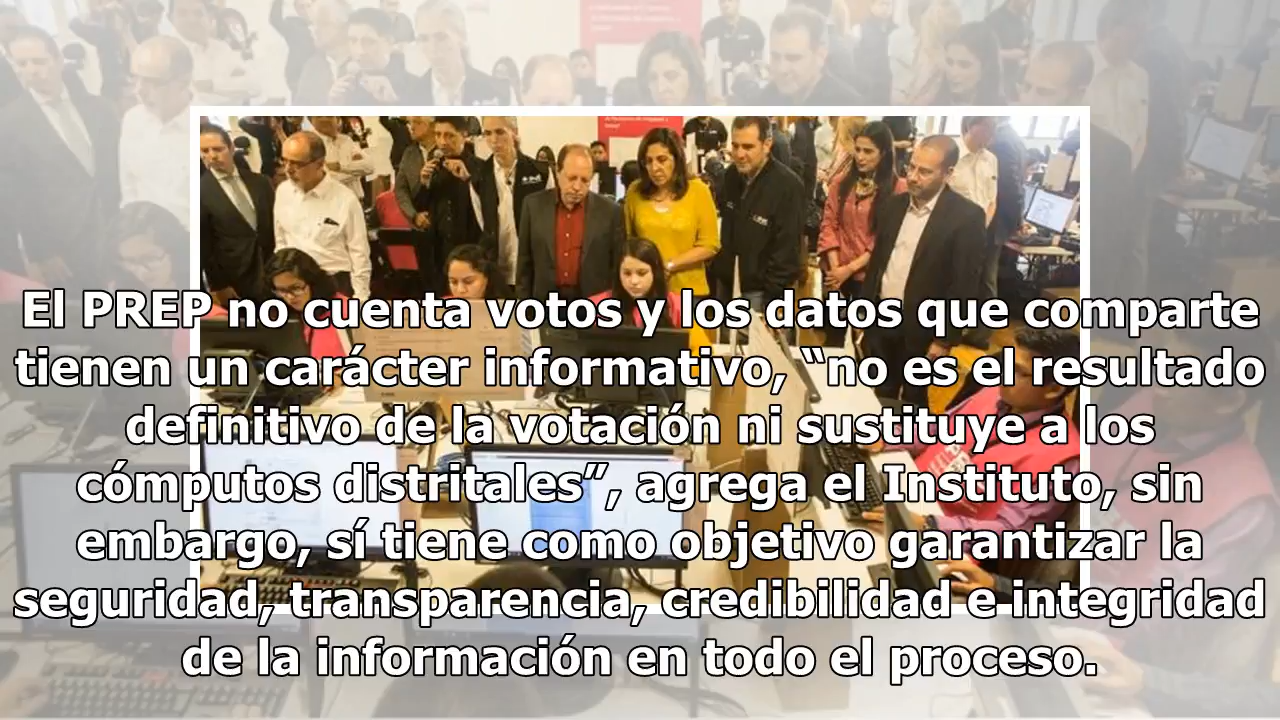 El PREP no cuenta votos y los datos que comparte
tienen un carácter informativo, “no es el resultado
definitivo de la votación ni sustituye a los
cómputos distritales”, agrega el Instituto, sin
embargo, sí tiene como objetivo garantizar la
seguridad, transparencia, credibilidad e integridad
de la información en todo el proceso.